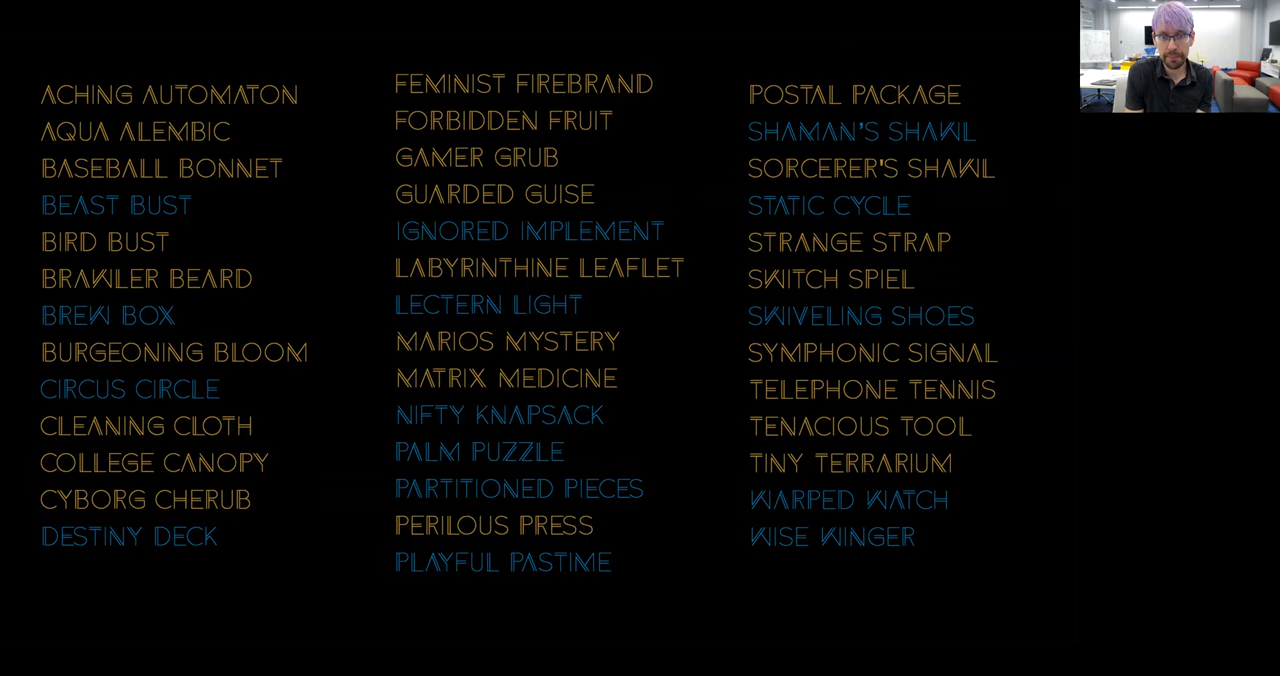 ACHING AUTOMATON
AQUA ALEMBIC
BASEBALL BONNET
BEAST BUST
BIRD BUST
BRAWLER BEARD
BREW BOX
BURGEONING BLOOM
CIRCUS CIRCLE
CLEANING CLOTH
COLLEGE CANOPY
CYBORG CHERUB
DESTINY DECK
FEMINIST FIREBRAND
FORBIDDEN FRUIT
GAMER GRUB
GUARDED GUISE
IGNORED IMPLEMENT
LABYRINTHINE LEAFLET
LECTERN LIGHT
MARIOS MYSTERY
MATRIX MEDICINE
NIFTY KNAPSACK
PALM PUZZLE
PARTITIONED PIECES
PERILOUS PRESS
PLAYFUL PASTIME
POSTAL PACKAGE
SHAMAN'S SHAWL
SORCERER'S SHAWL
STATIC CYCLE
STRANGE STRAP
SWITCH SPIEL
SWIVELING SHOES
SYMPHONIC SIGNAL
TELEPHONE TENNIS
TENACIOUS TOOL
TINY TERRARIUM
WARPED WATCH
WISE WINGER